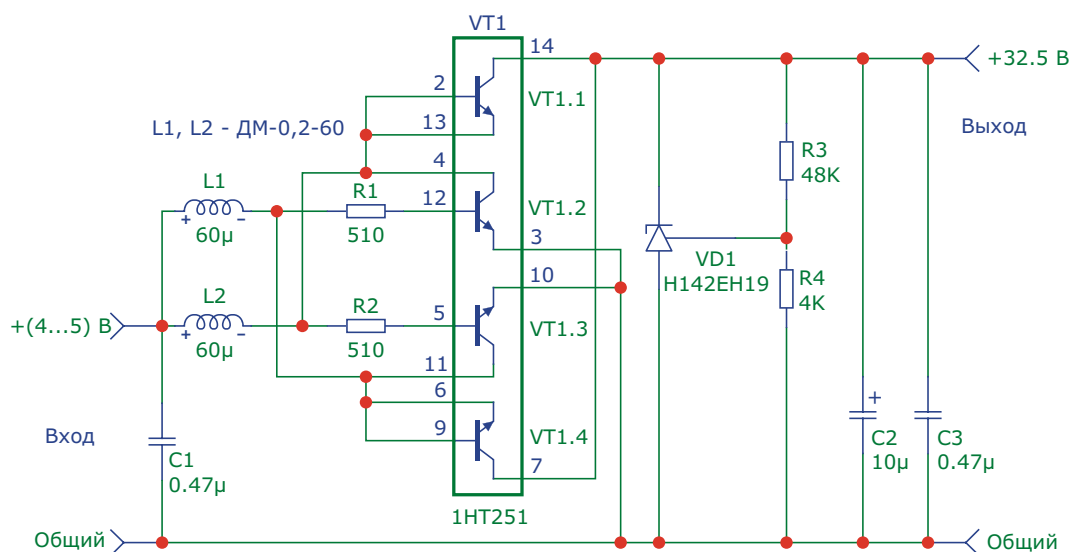 VT1
14
+32.5 В
2
VT1.1
L1, L2 - ДМ-0,2-60
13
Выход
4
R3
48K
L1
R1
12
VT1.2
+
-
60µ
510
3
VD1
H142EH19
10
R4
4K
L2
R2
5
+(4...5) В
VT1.3
+
-
60µ
510
11
6
+
Вход
9
VT1.4
C1
0.47µ
C2
10µ
C3
0.47µ
7
1HT251
Общий
Общий